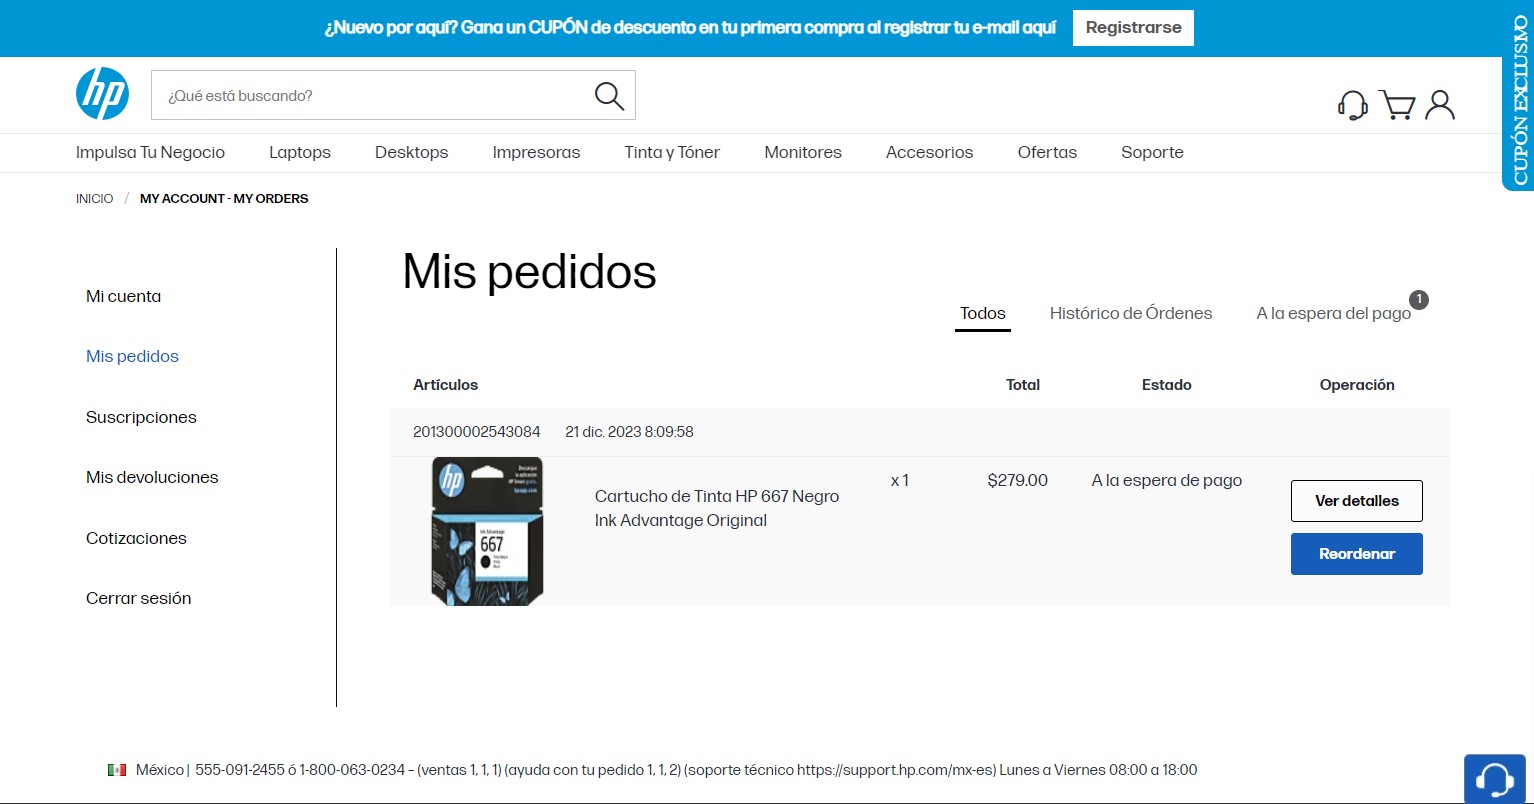 ¿Nuevo por aquí? Gana un CUPÓN de descuento en tu primera compra al registrar tu e-mail aquí
Registrarse
CUPÓN EXCLUSIVO
hp
¿Qué está buscando?
Impulsa Tu Negocio
Laptops
Desktops
Impresoras
Tinta y Tóner
Monitores
Accesorios
Ofertas
Soporte
INICIO / MY ACCOUNT - MY ORDERS
Mi cuenta
Mis pedidos
Suscripciones
Mis devoluciones
Cotizaciones
Cerrar sesión
Mis pedidos
Todos
Histórico de Órdenes
A la espera del pago
1
Artículos
Total
Estado
Operación
201300002543084
21 dic. 2023 8:09:58
hp
Ink Advantage
667
Cartucho de Tinta HP 667 Negro
Ink Advantage Original
x 1
$279.00
A la espera de pago
Ver detalles
Reordenar
México | 555-091-2455 ó 1-800-063-0234 – (ventas 1, 1, 1) (ayuda con tu pedido 1, 1, 2) (soporte técnico https://support.hp.com/mx-es) Lunes a Viernes 08:00 a 18:00